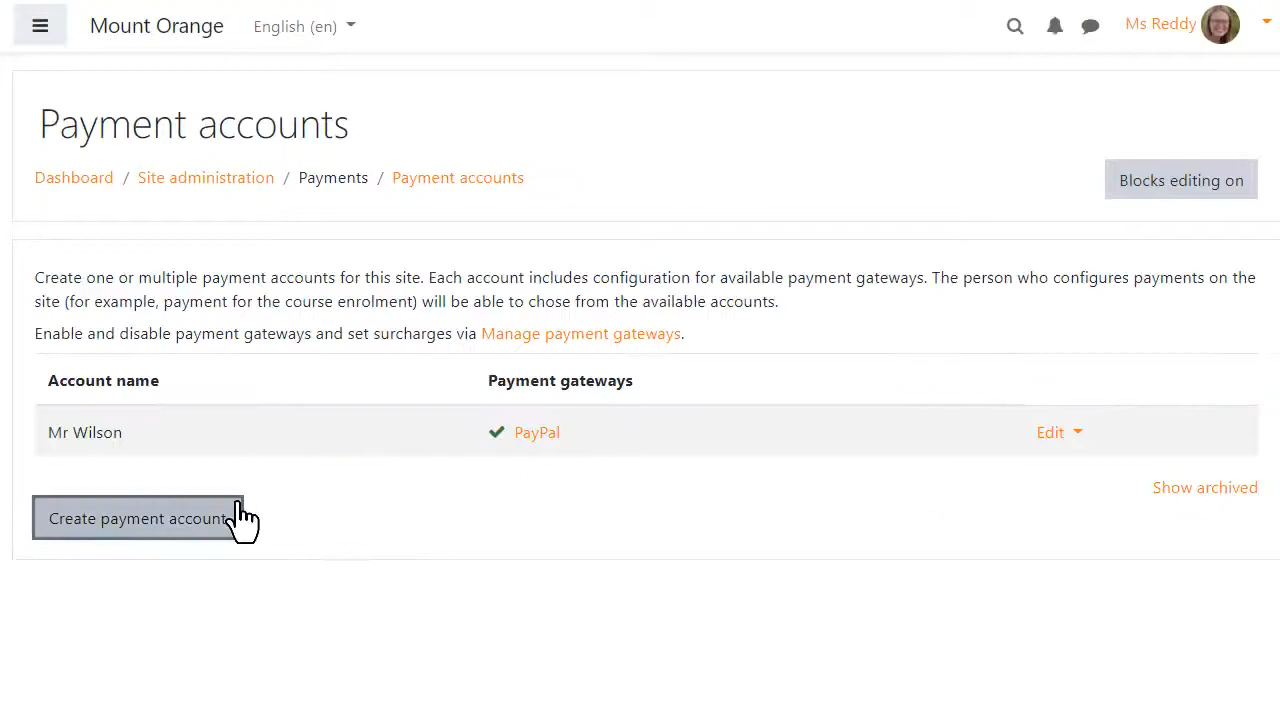 Mount Orange English (en) Ms Reddy
Payment accounts
Dashboard / Site administration / Payments / Payment accounts
Blocks editing on
Create one or multiple payment accounts for this site. Each account includes configuration for available payment gateways. The person who configures payments on the
site (for example, payment for the course enrolment) will be able to chose from the available accounts.
Enable and disable payment gateways and set surcharges via Manage payment gateways.
Account name Payment gateways
Mr Wilson PayPal Edit
Show archived
Create payment account